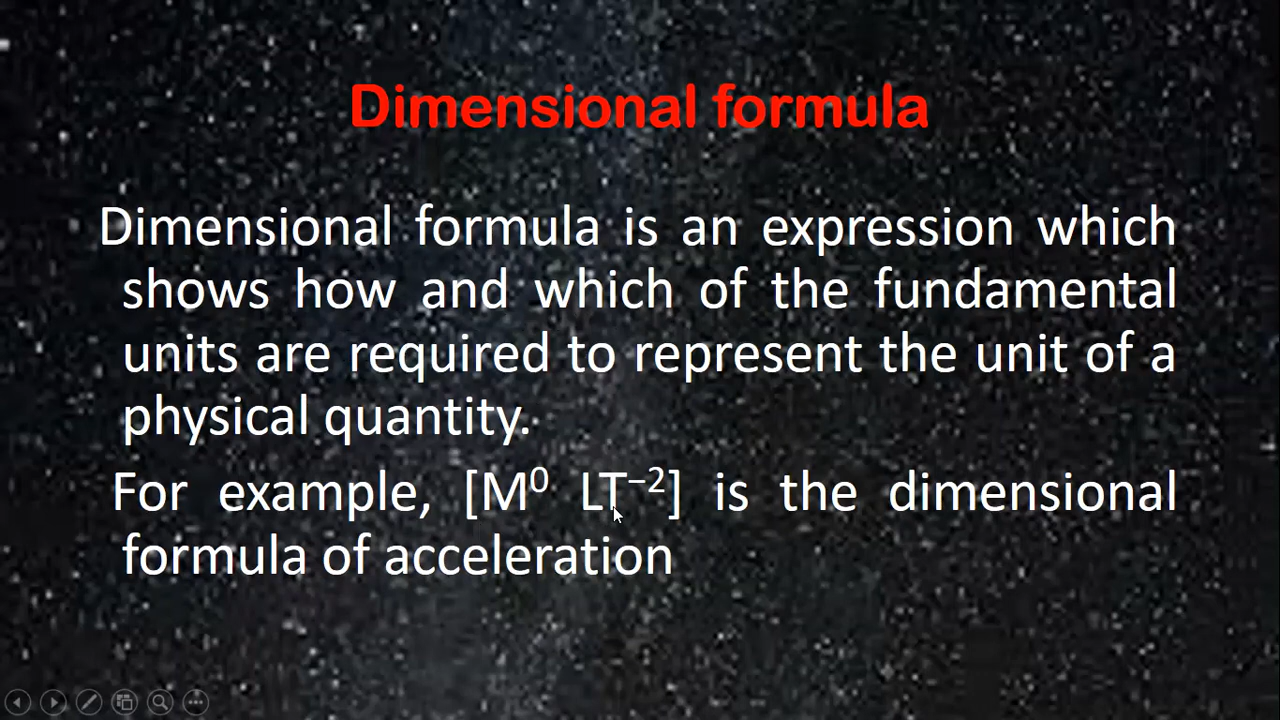 Dimensional formula
Dimensional formula is an expression which
shows how and which of the fundamental
units are required to represent the unit of a
physical quantity.
For example, [M⁰ LT⁻²] is the dimensional
formula of acceleration